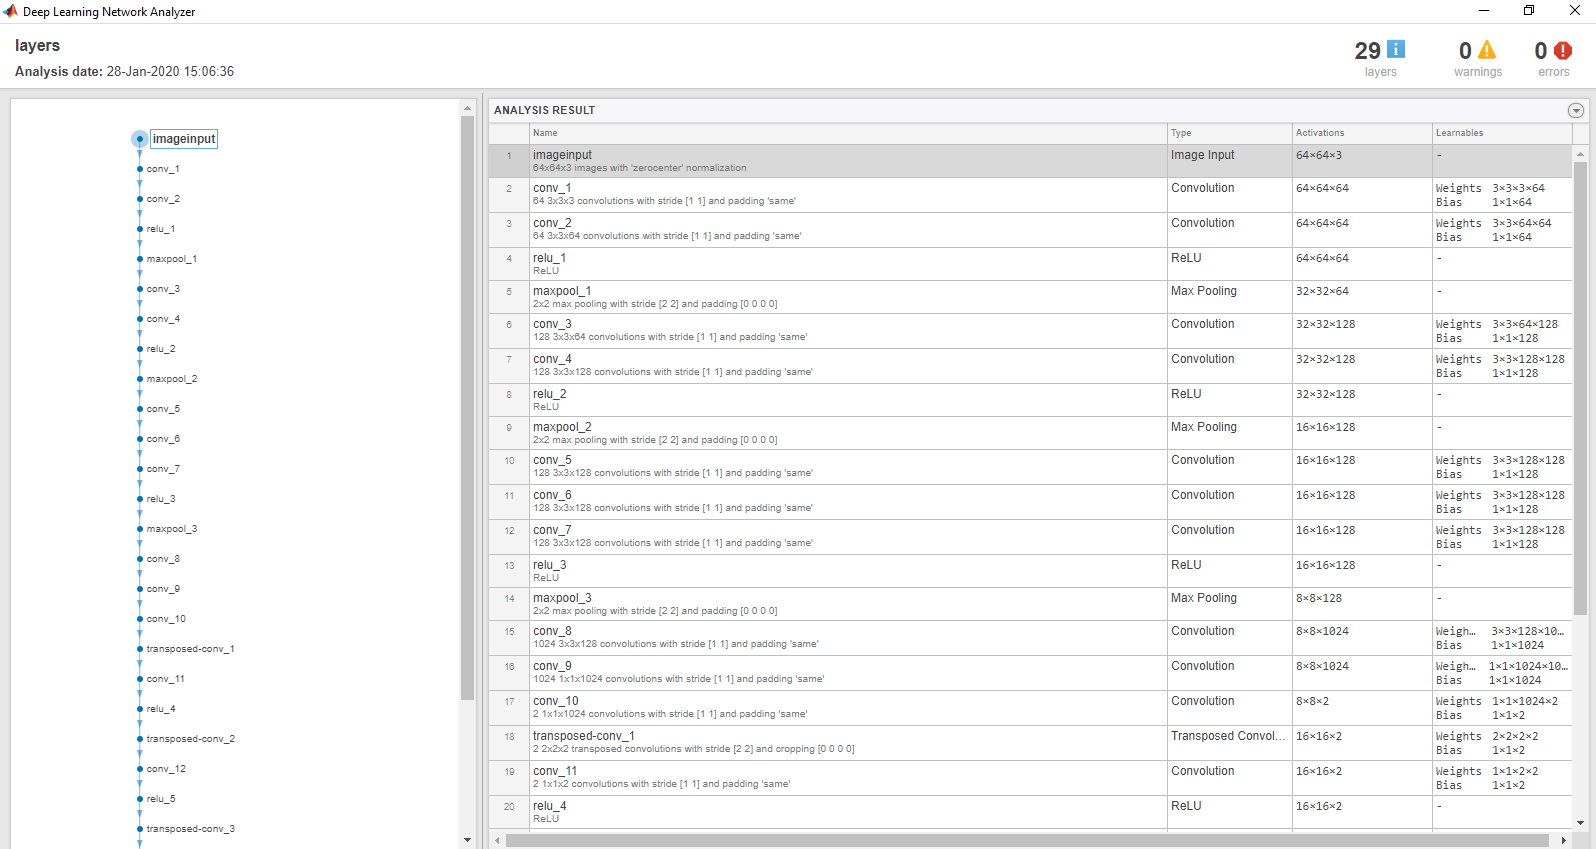 Deep Learning Network Analyzer
layers
Analysis date: 28-Jan-2020 15:06:36
29
layers
0
warnings
0
errors
imageinput
conv_1
conv_2
relu_1
maxpool_1
conv_3
conv_4
relu_2
maxpool_2
conv_5
conv_6
conv_7
relu_3
maxpool_3
conv_8
conv_9
conv_10
transposed-conv_1
conv_11
relu_4
transposed-conv_2
conv_12
relu_5
transposed-conv_3
ANALYSIS RESULT
Name Type Activations Learnables
1 imageinput Image Input 64×64×3 -
64x64x3 images with 'zerocenter' normalization
2 conv_1 Convolution 64×64×64 Weights 3×3×3×64
64 3x3x3 convolutions with stride [1 1] and padding 'same' Bias 1×1×64
3 conv_2 Convolution 64×64×64 Weights 3×3×64×64
64 3x3x64 convolutions with stride [1 1] and padding 'same' Bias 1×1×64
4 relu_1 ReLU 64×64×64 -
ReLU
5 maxpool_1 Max Pooling 32×32×64 -
2x2 max pooling with stride [2 2] and padding [0 0 0 0]
6 conv_3 Convolution 32×32×128 Weights 3×3×64×128
128 3x3x64 convolutions with stride [1 1] and padding 'same' Bias 1×1×128
7 conv_4 Convolution 32×32×128 Weights 3×3×128×128
128 3x3x128 convolutions with stride [1 1] and padding 'same' Bias 1×1×128
8 relu_2 ReLU 32×32×128 -
ReLU
9 maxpool_2 Max Pooling 16×16×128 -
2x2 max pooling with stride [2 2] and padding [0 0 0 0]
10 conv_5 Convolution 16×16×128 Weights 3×3×128×128
128 3x3x128 convolutions with stride [1 1] and padding 'same' Bias 1×1×128
11 conv_6 Convolution 16×16×128 Weights 3×3×128×128
128 3x3x128 convolutions with stride [1 1] and padding 'same' Bias 1×1×128
12 conv_7 Convolution 16×16×128 Weights 3×3×128×128
128 3x3x128 convolutions with stride [1 1] and padding 'same' Bias 1×1×128
13 relu_3 ReLU 16×16×128 -
ReLU
14 maxpool_3 Max Pooling 8×8×128 -
2x2 max pooling with stride [2 2] and padding [0 0 0 0]
15 conv_8 Convolution 8×8×1024 Weigh... 3×3×128×10...
1024 3x3x128 convolutions with stride [1 1] and padding 'same' Bias 1×1×1024
16 conv_9 Convolution 8×8×1024 Weigh... 1×1×1024×10...
1024 1x1x1024 convolutions with stride [1 1] and padding 'same' Bias 1×1×1024
17 conv_10 Convolution 8×8×2 Weights 1×1×1024×2
2 1x1x1024 convolutions with stride [1 1] and padding 'same' Bias 1×1×2
18 transposed-conv_1 Transposed Convol... 16×16×2 Weights 2×2×2×2
2 2x2x2 transposed convolutions with stride [2 2] and cropping [0 0 0 0] Bias 1×1×2
19 conv_11 Convolution 16×16×2 Weights 1×1×2×2
2 1x1x2 convolutions with stride [1 1] and padding 'same' Bias 1×1×2
20 relu_4 ReLU 16×16×2 -
ReLU